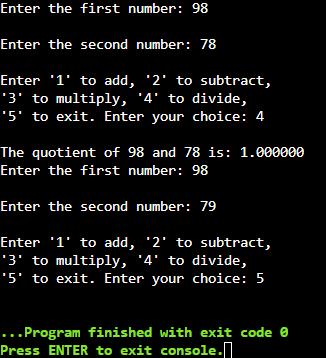 Enter the first number: 98
Enter the second number: 78
Enter '1' to add, '2' to subtract,
'3' to multiply, '4' to divide,
'5' to exit. Enter your choice: 4
The quotient of 98 and 78 is: 1.000000
Enter the first number: 98
Enter the second number: 79
Enter '1' to add, '2' to subtract,
'3' to multiply, '4' to divide,
'5' to exit. Enter your choice: 5
...Program finished with exit code 0
Press ENTER to exit console.